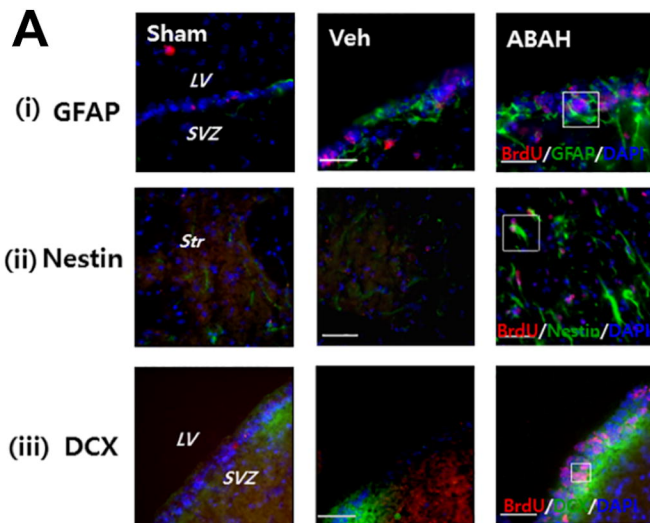 A
Sham Veh ABAH
(i) GFAP
LV
SVZ
BrdU/GFAP/DAPI
(ii) Nestin
Str
BrdU/Nestin/DAPI
(iii) DCX
LV
SVZ
BrdU/DCX/DAPI